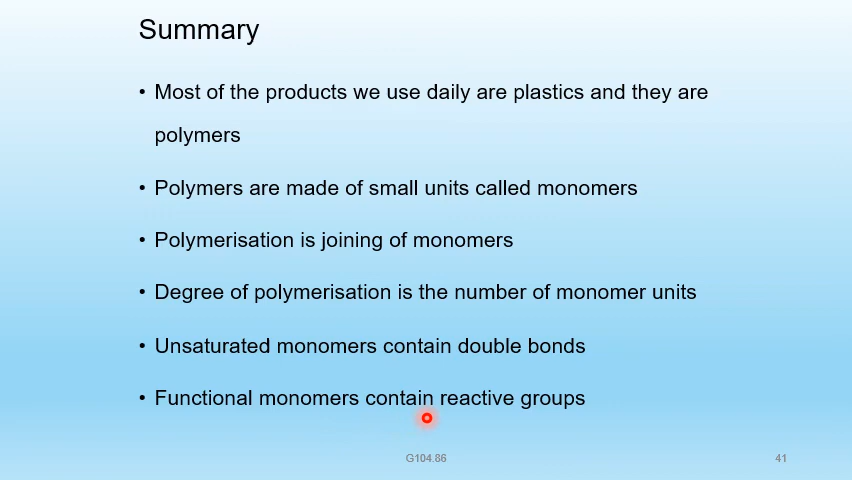 Summary
• Most of the products we use daily are plastics and they are
polymers
• Polymers are made of small units called monomers
• Polymerisation is joining of monomers
• Degree of polymerisation is the number of monomer units
• Unsaturated monomers contain double bonds
• Functional monomers contain reactive groups
G104.86
41